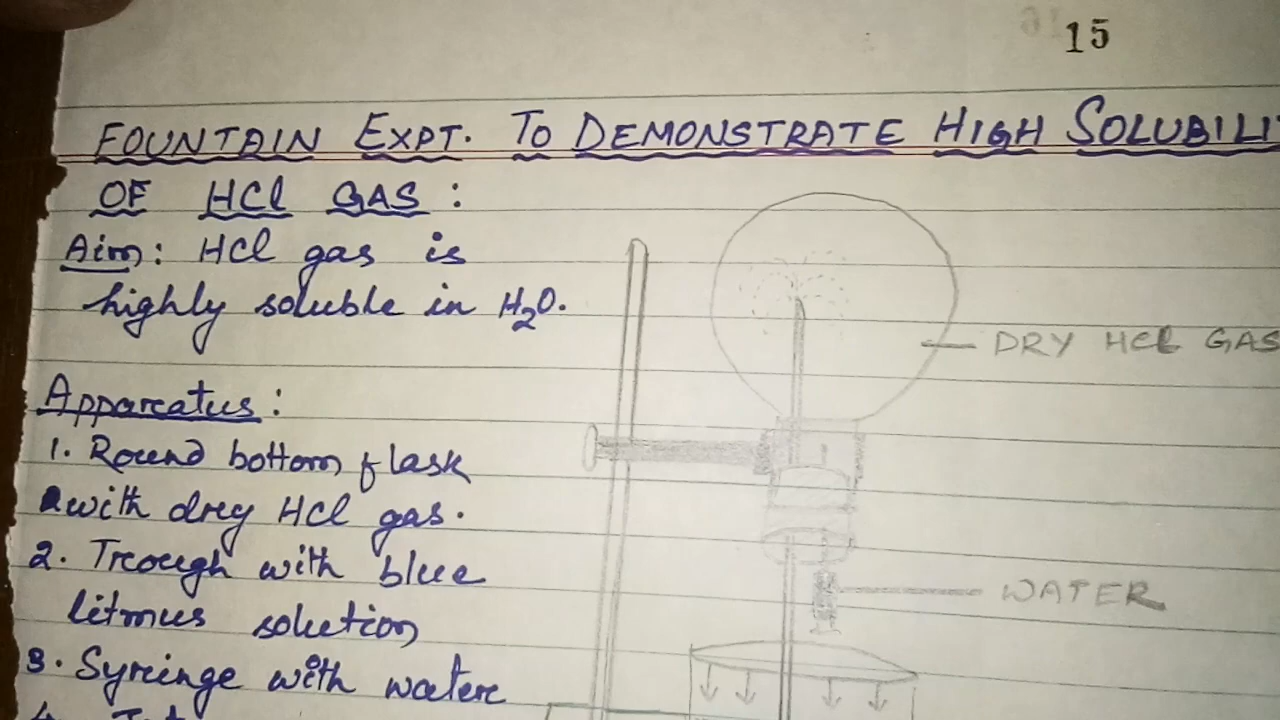 15
FOUNTAIN EXPT. TO DEMONSTRATE HIGH SOLUBILI
OF HCl GAS:
Aim: HCl gas is
highly soluble in H2O.
DRY HCl GAS
Apparatus:
1. Round bottom flask
with dry HCl gas.
2. Trough with blue
litmus solution
WATER
3. Syringe with water